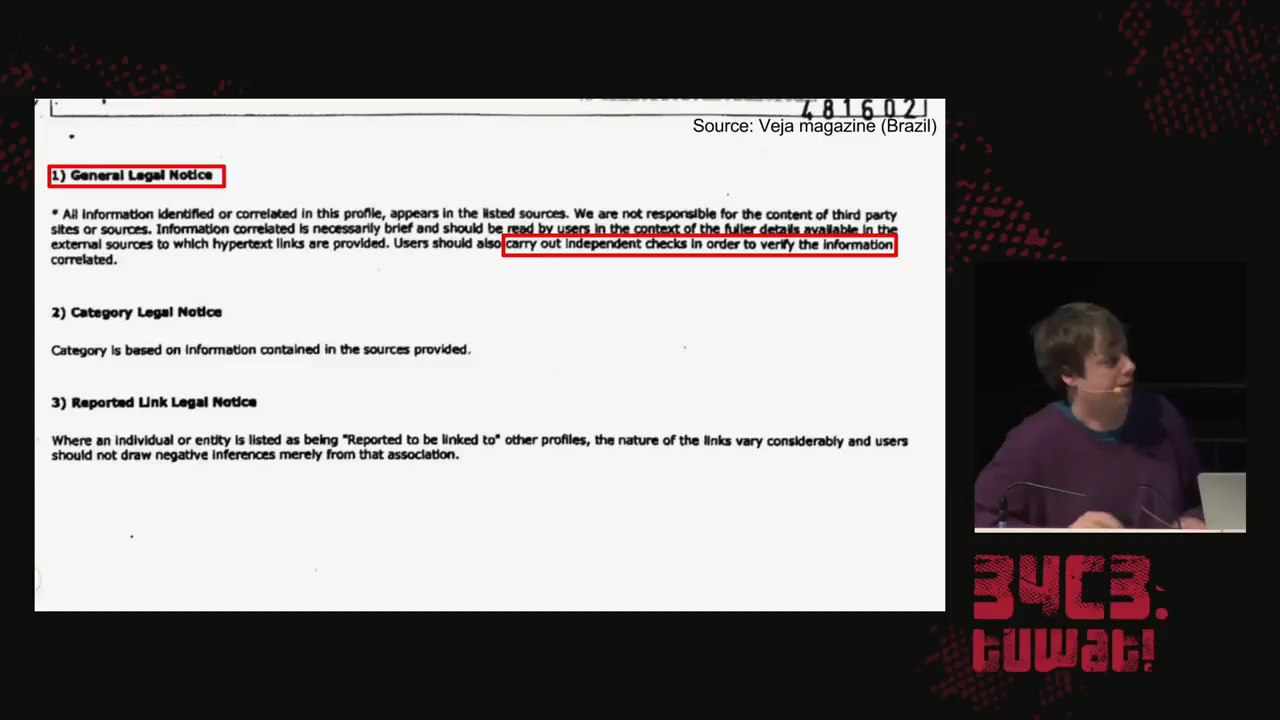 481602
Source: Veja magazine (Brazil)
1) General Legal Notice
* All information identified or correlated in this profile, appears in the listed sources. We are not responsible for the content of third party
sites or sources. Information correlated is necessarily brief and should be read by users in the context of the fuller details available in the
external sources to which hypertext links are provided. Users should also carry out independent checks in order to verify the information
correlated.
2) Category Legal Notice
Category is based on information contained in the sources provided.
3) Reported Link Legal Notice
Where an individual or entity is listed as being "Reported to be linked to" other profiles, the nature of the links vary considerably and users
should not draw negative inferences merely from that association.
34C3.
tuwat!